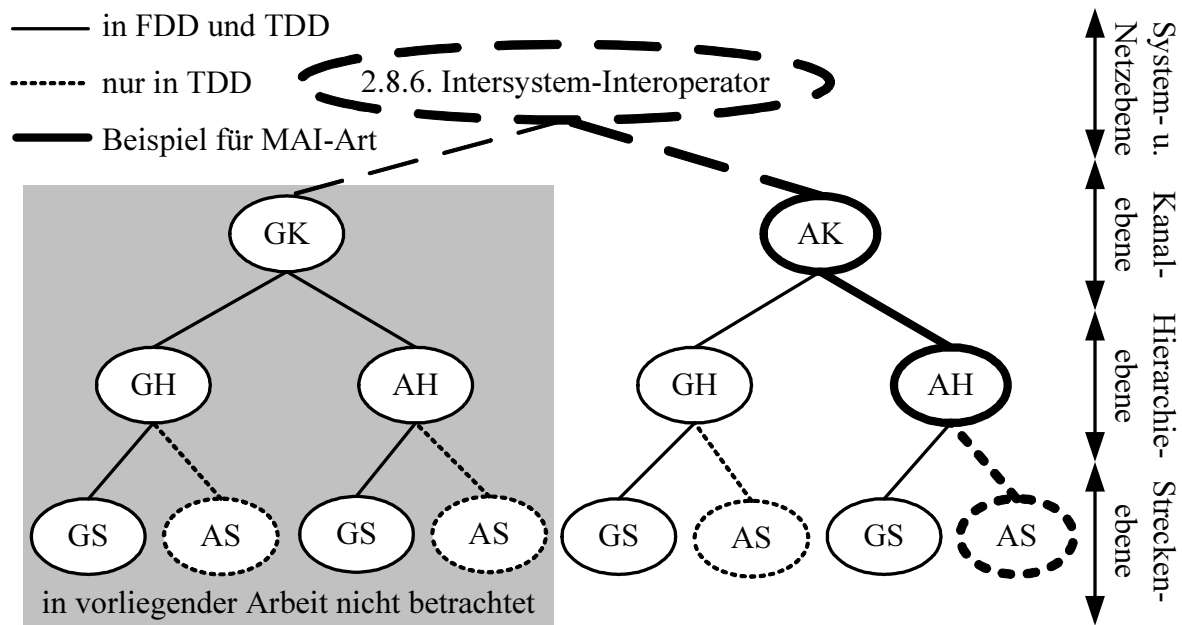 in FDD und TDD
nur in TDD
Beispiel für MAI-Art
2.8.6. Intersystem-Interoperator
GK
AK
GH
AH
GH
AH
GS
AS
GS
AS
GS
AS
GS
AS
in vorliegender Arbeit nicht betrachtet
System- u.
Netzebene
Kanal-
ebene
Hierarchie-
ebene
Strecken-
ebene